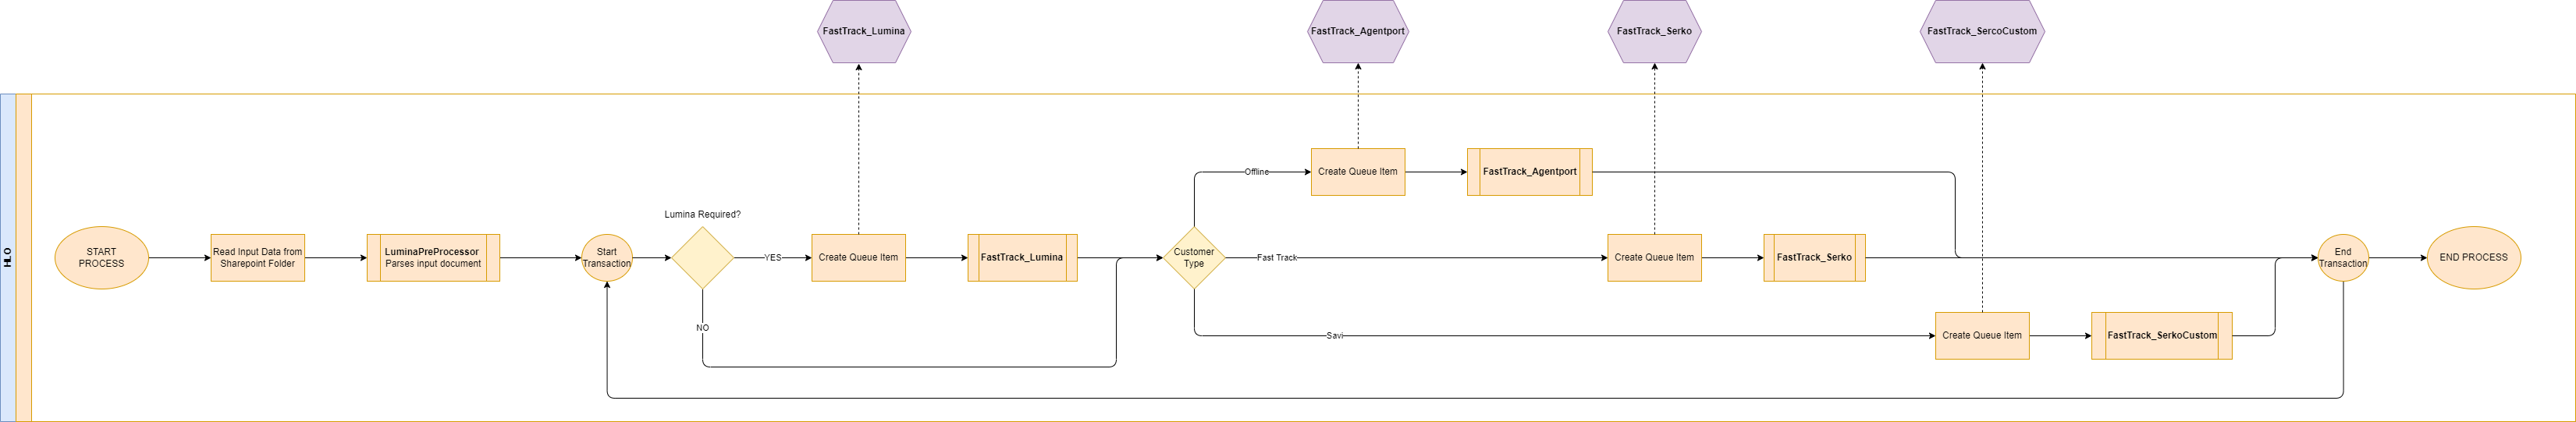 FastTrack_Lumina
FastTrack_Agentport
FastTrack_Serko
FastTrack_SercoCustom
HLO
START
PROCESS
Read Input Data from
Sharepoint Folder
LuminaPreProcessor
Parses input document
Start
Transaction
Lumina Required?
YES
NO
Create Queue Item
FastTrack_Lumina
Customer
Type
Offline
Create Queue Item
FastTrack_Agentport
Fast Track
Create Queue Item
FastTrack_Serko
Savi
Create Queue Item
FastTrack_SerkoCustom
End
Transaction
END PROCESS